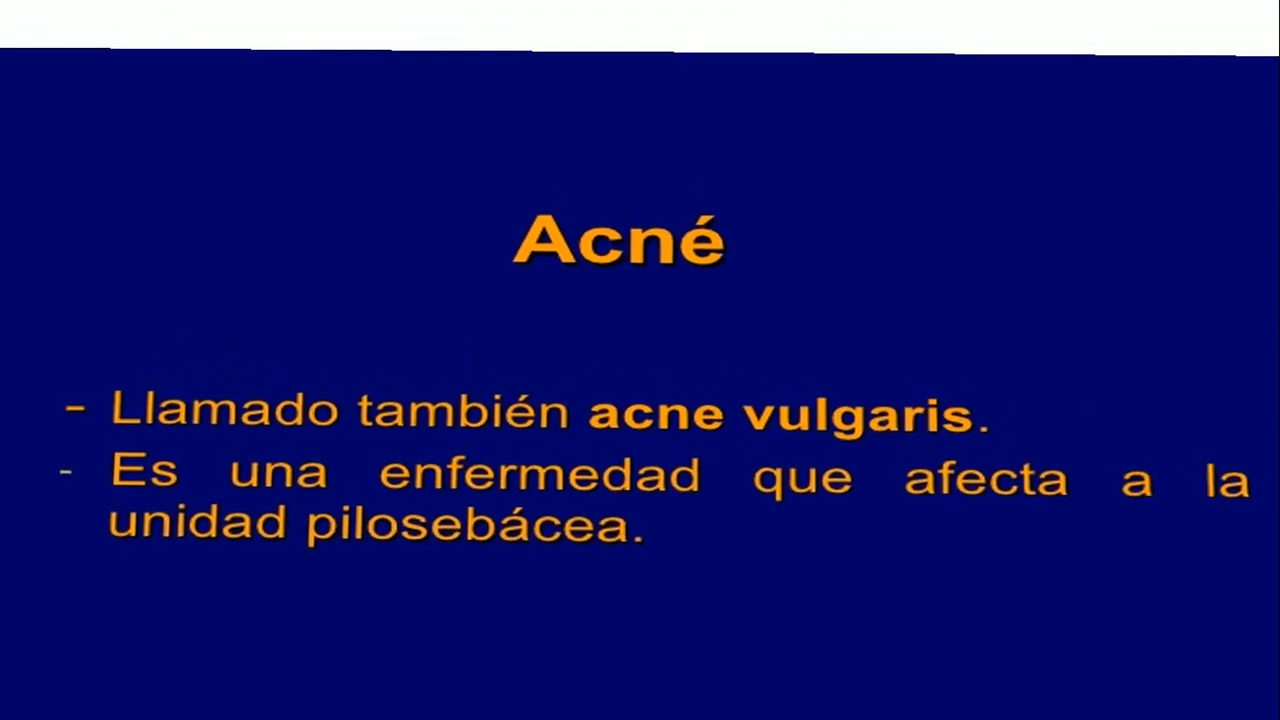 Acné
- Llamado también acne vulgaris.
- Es una enfermedad que afecta a la
unidad pilosebácea.